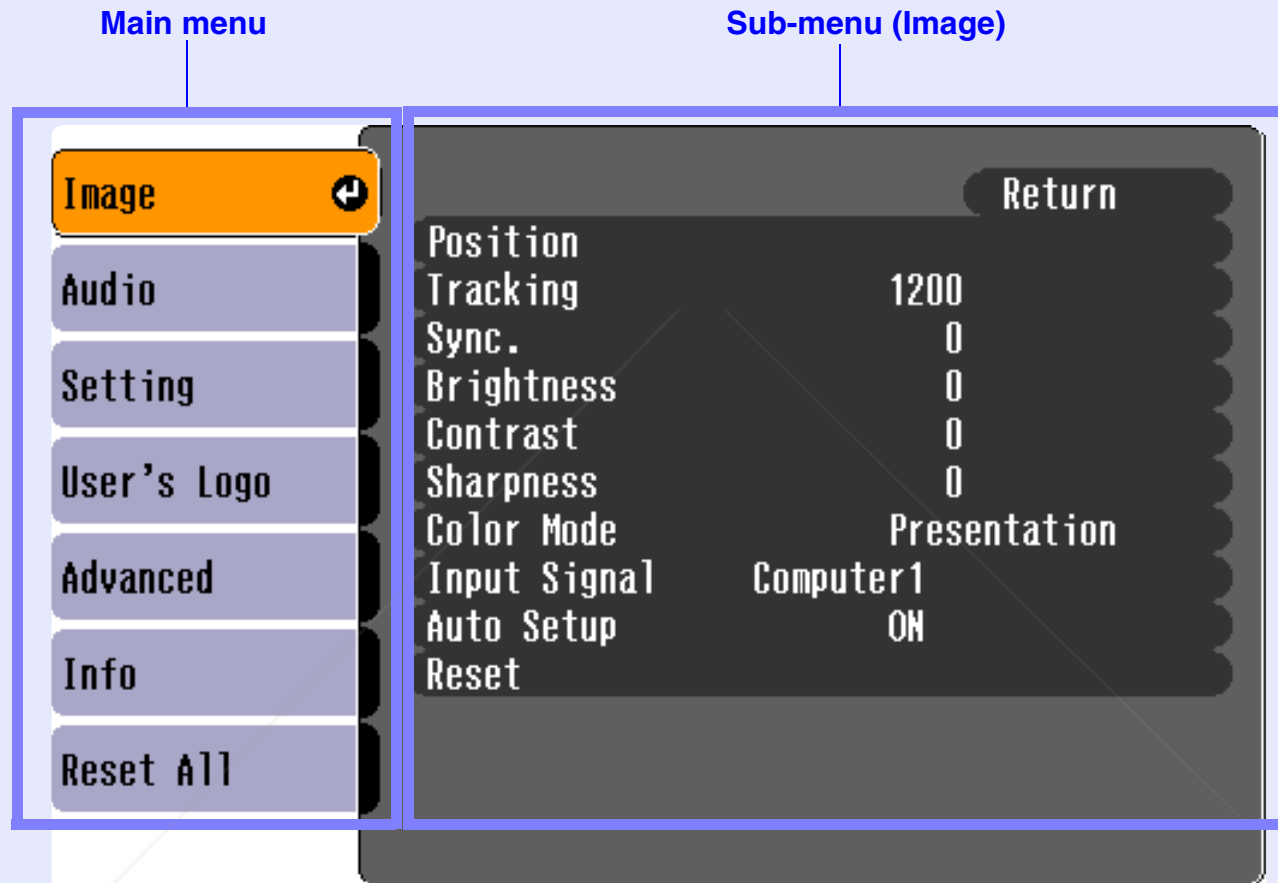 Main menu
Sub-menu (Image)
Image
Audio
Setting
User's Logo
Advanced
Info
Reset All
Return
Position
Tracking 1200
Sync. 0
Brightness 0
Contrast 0
Sharpness 0
Color Mode Presentation
Input Signal Computer1
Auto Setup ON
Reset